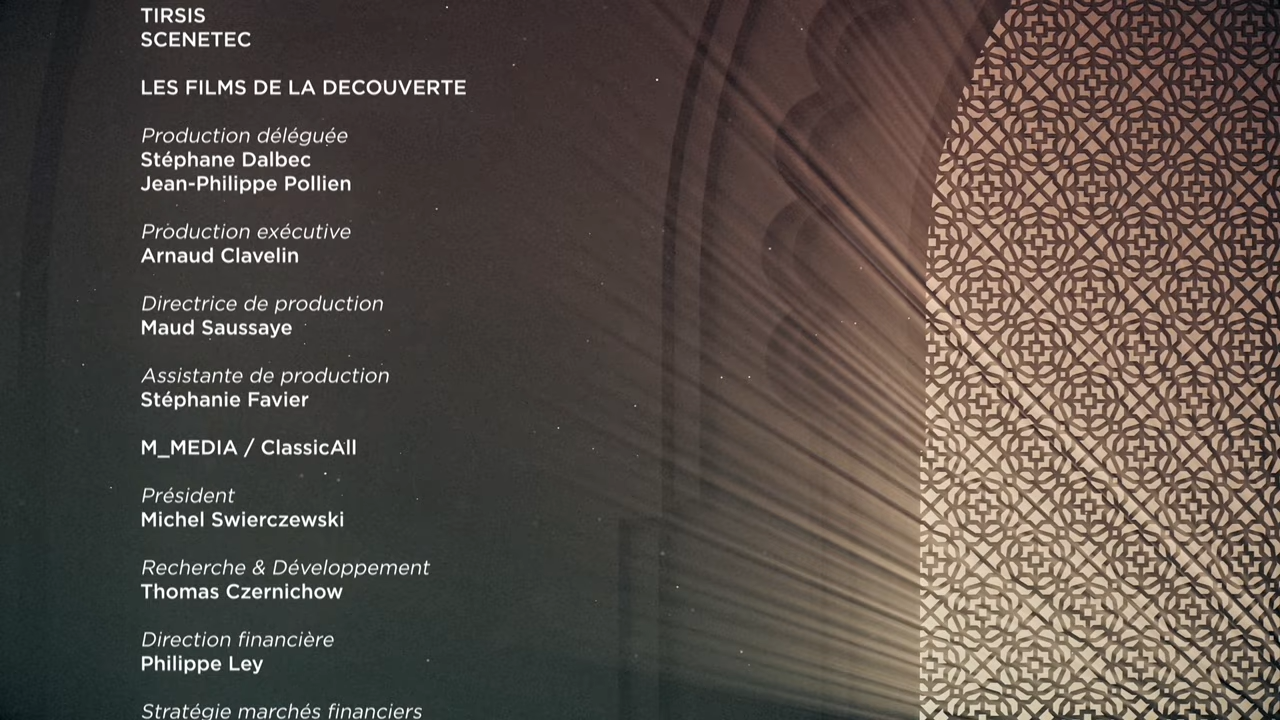 TIRSIS
SCENETEC
LES FILMS DE LA DECOUVERTE
Production déléguée
Stéphane Dalbec
Jean-Philippe Pollien
Production exécutive
Arnaud Clavelin
Directrice de production
Maud Saussaye
Assistante de production
Stéphanie Favier
M_MEDIA / ClassicAll
Président
Michel Swierczewski
Recherche & Développement
Thomas Czernichow
Direction financière
Philippe Ley
Stratégie marchés financiers